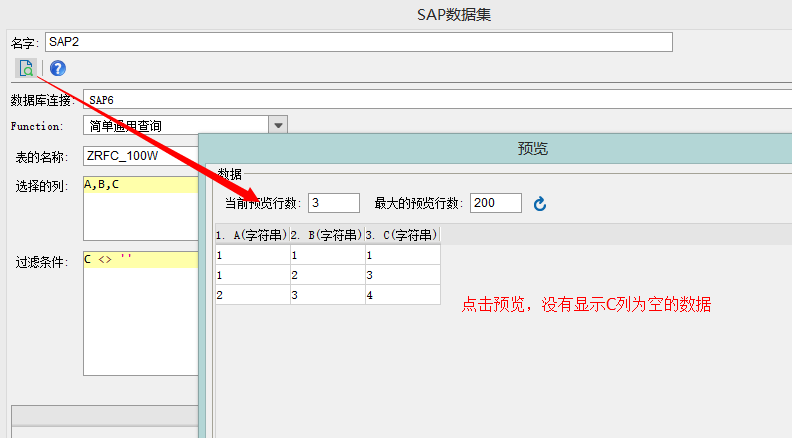 SAP数据集
名字: SAP2
数据库连接: SAP6
Function: 简单通用查询
表的名称: ZRFC_100W
选择的列: A,B,C
过滤条件: C <> ''
预览
数据
当前预览行数: 3 最大的预览行数: 200
1. A(字符串) 2. B(字符串) 3. C(字符串)
1 1 1
1 2 3
2 3 4
点击预览，没有显示C列为空的数据